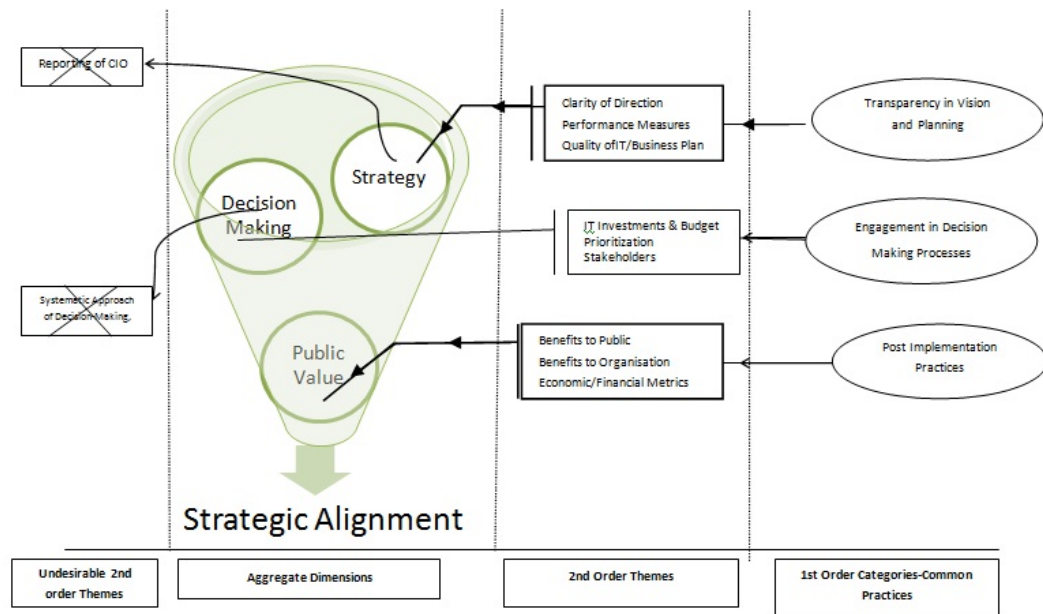 Reporting of CIO
Clarity of Direction
Performance Measures
Quality ofIT/Business Plan
Transparency in Vision
and Planning
Strategy
Decision
Making
IT Investments & Budget
Prioritization
Stakeholders
Engagement in Decision
Making Processes
Systemetic Approach
of Decision Making,
Public
Value
Benefits to Public
Benefits to Organisation
Economic/Financial Metrics
Post Implementation
Practices
Strategic Alignment
Undesirable 2nd
order Themes
Aggregate Dimensions
2nd Order Themes
1st Order Categories-Common
Practices